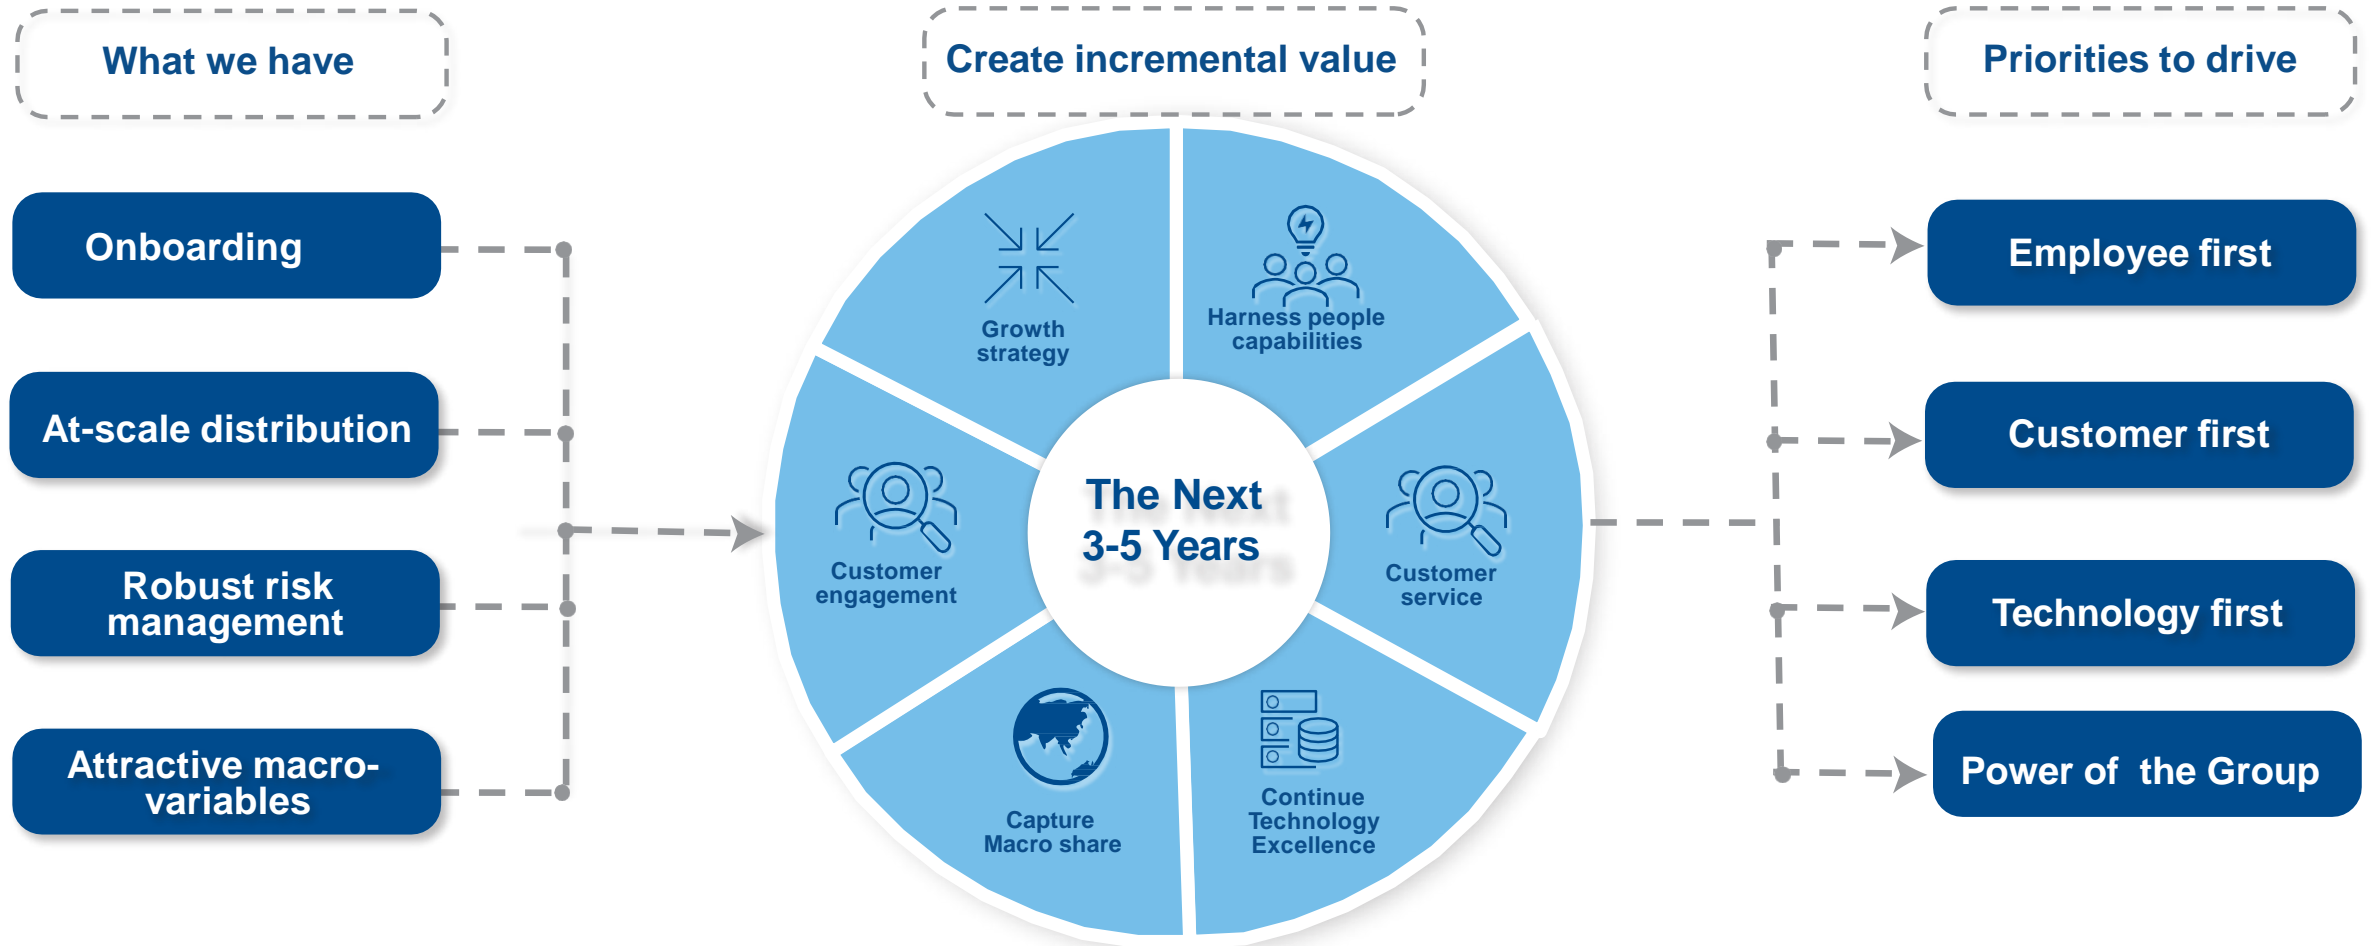 What we have
Create incremental value
Priorities to drive
Onboarding
At-scale distribution
Robust risk
management
Attractive macro-
variables
Growth
strategy
Harness people
capabilities
Customer
engagement
The Next
3-5 Years
Customer
service
Capture
Macro share
Continue
Technology
Excellence
Employee first
Customer first
Technology first
Power of the Group